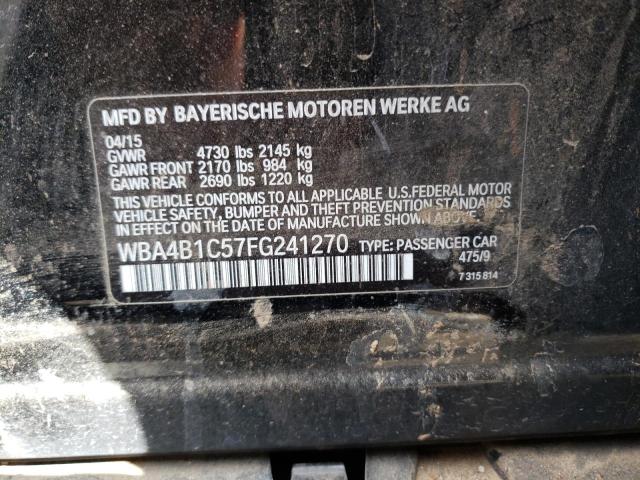 MFD BY BAYERISCHE MOTOREN WERKE AG
04/15
GVWR 4730 lbs 2145 kg
GAWR FRONT 2170 lbs 984 kg
GAWR REAR 2690 lbs 1220 kg
THIS VEHICLE CONFORMS TO ALL APPLICABLE U.S.FEDERAL MOTOR
VEHICLE SAFETY, BUMPER AND THEFT PREVENTION STANDARDS
IN EFFECT ON THE DATE OF MANUFACTURE SHOWN ABOVE.
WBA4B1C57FG241270 TYPE: PASSENGER CAR
475/9
7 315 814